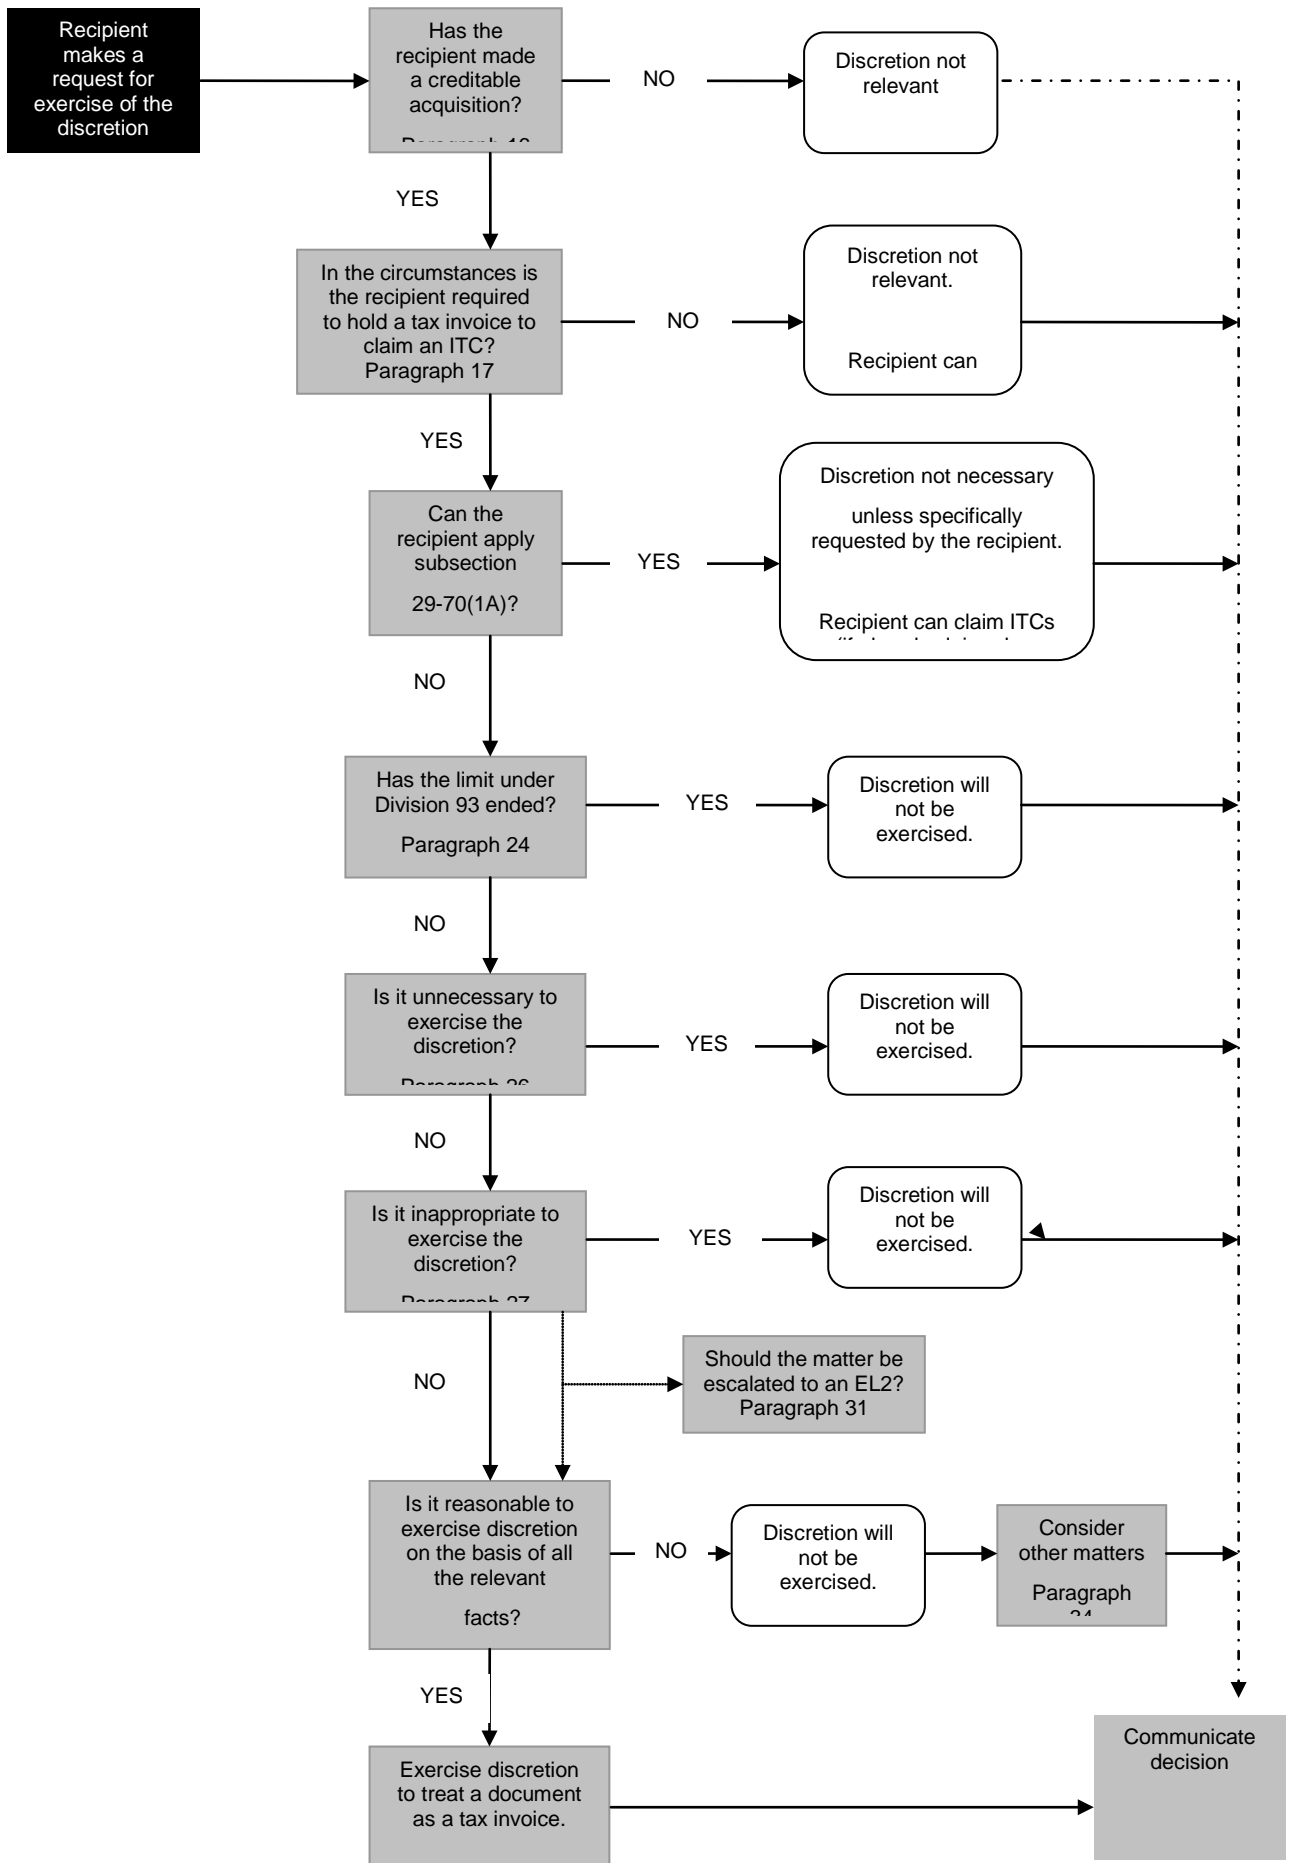 Recipient
makes a
request for
exercise of the
discretion
Has the
recipient made
a creditable
acquisition?
NO
Discretion not
relevant
YES
In the circumstances is
the recipient required
to hold a tax invoice to
claim an ITC?
Paragraph 17
NO
Discretion not
relevant.
Recipient can
YES
Can the
recipient apply
subsection
29-70(1A)?
YES
Discretion not necessary
unless specifically
requested by the recipient.
Recipient can claim ITCs
NO
Has the limit under
Division 93 ended?
Paragraph 24
YES
Discretion will
not be
exercised.
NO
Is it unnecessary to
exercise the
discretion?
Paragraph 26
YES
Discretion will
not be
exercised.
NO
Is it inappropriate to
exercise the
discretion?
Paragraph 27
YES
Discretion will
not be
exercised.
NO
Should the matter be
escalated to an EL2?
Paragraph 31
Is it reasonable to
exercise discretion
on the basis of all
the relevant
facts?
NO
Discretion will
not be
exercised.
Consider
other matters
Paragraph
YES
Exercise discretion
to treat a document
as a tax invoice.
Communicate
decision